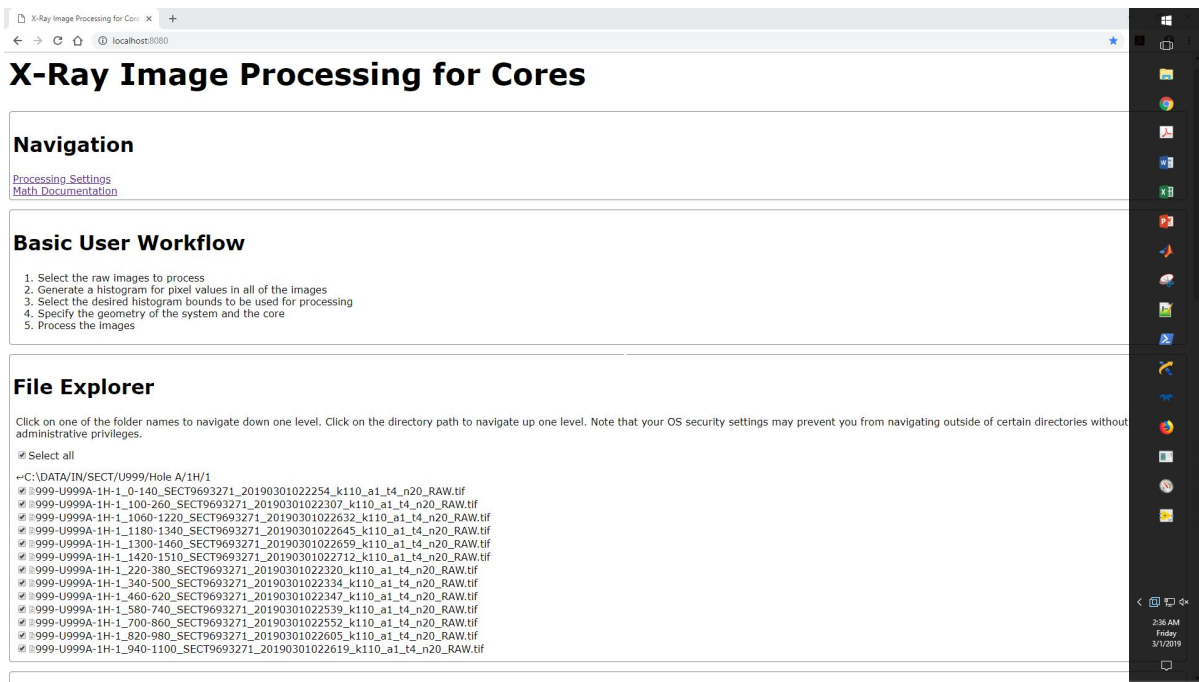 X-Ray Image Processing for Core
localhost:8080
X-Ray Image Processing for Cores
Navigation
Processing Settings
Math Documentation
Basic User Workflow
1. Select the raw images to process
2. Generate a histogram for pixel values in all of the images
3. Select the desired histogram bounds to be used for processing
4. Specify the geometry of the system and the core
5. Process the images
File Explorer
Click on one of the folder names to navigate down one level. Click on the directory path to navigate up one level. Note that your OS security settings may prevent you from navigating outside of certain directories without
administrative privileges.
Select all
↩C:\DATA/IN/SECT/U999/Hole A/1H/1
999-U999A-1H-1_0-140_SECT9693271_20190301022254_k110_a1_t4_n20_RAW.tif
999-U999A-1H-1_100-260_SECT9693271_20190301022307_k110_a1_t4_n20_RAW.tif
999-U999A-1H-1_1060-1220_SECT9693271_20190301022632_k110_a1_t4_n20_RAW.tif
999-U999A-1H-1_1180-1340_SECT9693271_20190301022645_k110_a1_t4_n20_RAW.tif
999-U999A-1H-1_1300-1460_SECT9693271_20190301022659_k110_a1_t4_n20_RAW.tif
999-U999A-1H-1_1420-1510_SECT9693271_20190301022712_k110_a1_t4_n20_RAW.tif
999-U999A-1H-1_220-380_SECT9693271_20190301022320_k110_a1_t4_n20_RAW.tif
999-U999A-1H-1_340-500_SECT9693271_20190301022334_k110_a1_t4_n20_RAW.tif
999-U999A-1H-1_460-620_SECT9693271_20190301022347_k110_a1_t4_n20_RAW.tif
999-U999A-1H-1_580-740_SECT9693271_20190301022539_k110_a1_t4_n20_RAW.tif
999-U999A-1H-1_700-860_SECT9693271_20190301022552_k110_a1_t4_n20_RAW.tif
999-U999A-1H-1_820-980_SECT9693271_20190301022605_k110_a1_t4_n20_RAW.tif
999-U999A-1H-1_940-1100_SECT9693271_20190301022619_k110_a1_t4_n20_RAW.tif
2:36 AM
Friday
3/1/2019